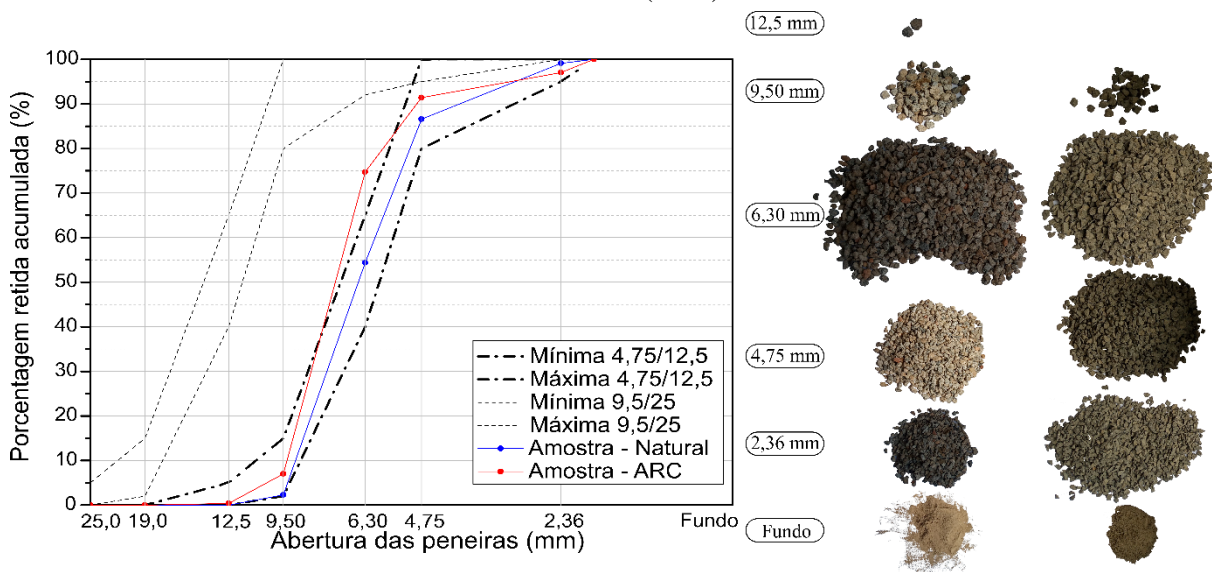 Porcentagem retida acumulada (%)
100
90
80
70
60
50
40
30
20
10
0
25,0 19,0 12,5 9,50 6,30 4,75 2,36 Fundo
Abertura das peneiras (mm)
Mínima 4,75/12,5
Máxima 4,75/12,5
Mínima 9,5/25
Máxima 9,5/25
Amostra - Natural
Amostra - ARC
12,5 mm
9,50 mm
6,30 mm
4,75 mm
2,36 mm
Fundo